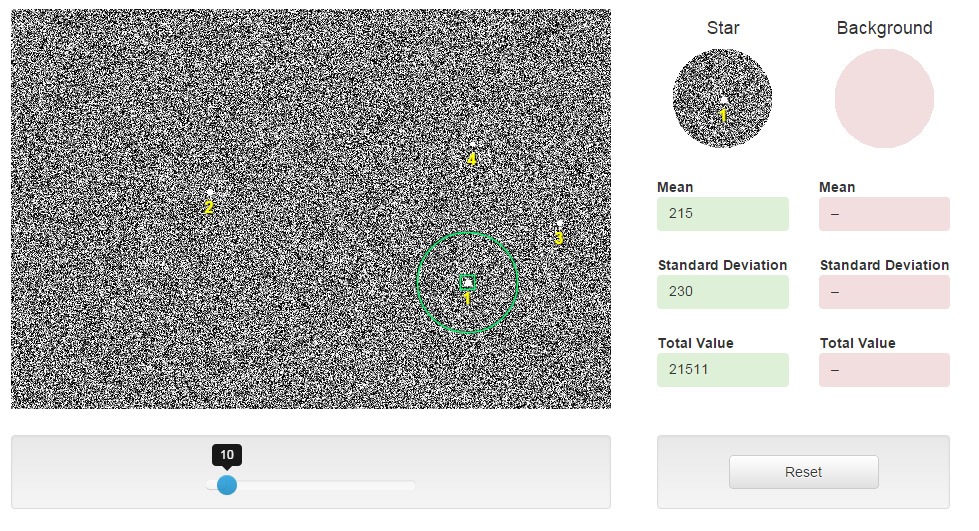 Star
Background
1
4
2
3
1
Mean
Mean
215
–
Standard Deviation
Standard Deviation
230
–
Total Value
Total Value
21511
–
10
Reset